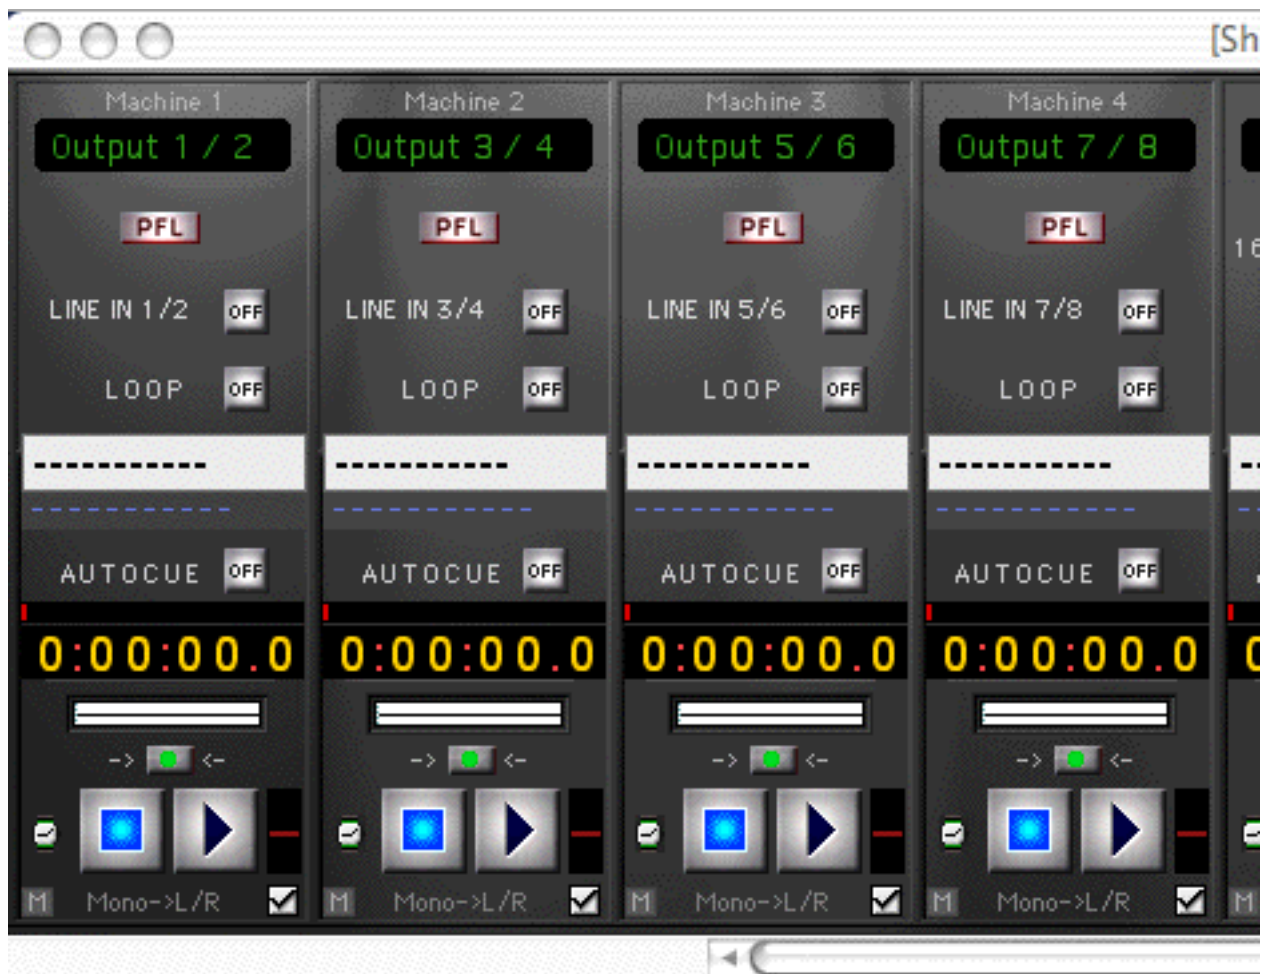 [Sh
Machine 1 Machine 2 Machine 3 Machine 4
Output 1 / 2 Output 3 / 4 Output 5 / 6 Output 7 / 8
PFL PFL PFL PFL
16
LINE IN 1/2 OFF LINE IN 3/4 OFF LINE IN 5/6 OFF LINE IN 7/8 OFF
LOOP OFF LOOP OFF LOOP OFF LOOP OFF
----------- ----------- ----------- ----------- --
----------- ----------- ----------- ----------- --
AUTOCUE OFF AUTOCUE OFF AUTOCUE OFF AUTOCUE OFF
0:00:00.0 0:00:00.0 0:00:00.0 0:00:00.0
-> <- -> <- -> <- -> <-
M Mono->L/R M Mono->L/R M Mono->L/R M Mono->L/R M